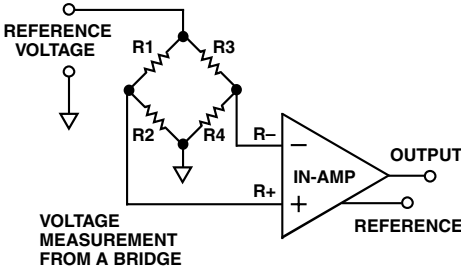 REFERENCE
VOLTAGE
R1
R3
R2
R4
R–
R+
–
IN-AMP
+
OUTPUT
REFERENCE
VOLTAGE
MEASUREMENT
FROM A BRIDGE